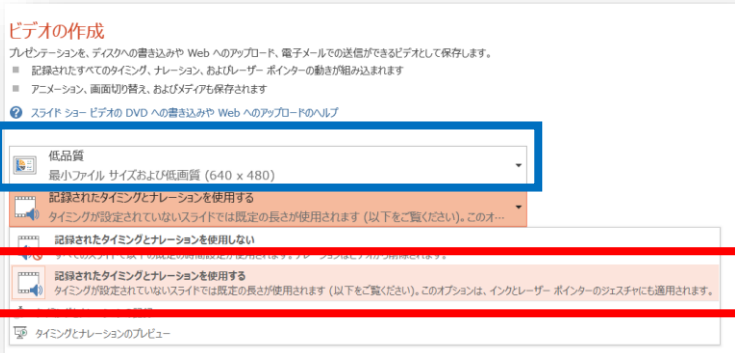 ビデオの作成
プレゼンテーションを、ディスクへの書き込みや Web へのアップロード、電子メールでの送信ができるビデオとして保存します。
■ 記録されたすべてのタイミング、ナレーション、およびレーザー ポインターの動きが組み込まれます
■ アニメーション、画面切り替え、およびメディアも保存されます
? スライド ショー ビデオの DVD への書き込みや Web へのアップロードのヘルプ
低品質
最小ファイル サイズおよび低画質 (640 x 480)
記録されたタイミングとナレーションを使用する
タイミングが設定されていないスライドでは既定の長さが使用されます (以下をご覧ください)。このオ…
記録されたタイミングとナレーションを使用しない
記録されたタイミングとナレーションを使用する
タイミングが設定されていないスライドでは既定の長さが使用されます (以下をご覧ください)。このオプションは、インクとレーザー ポインターのジェスチャにも適用されます。
タイミングとナレーションのプレビュー